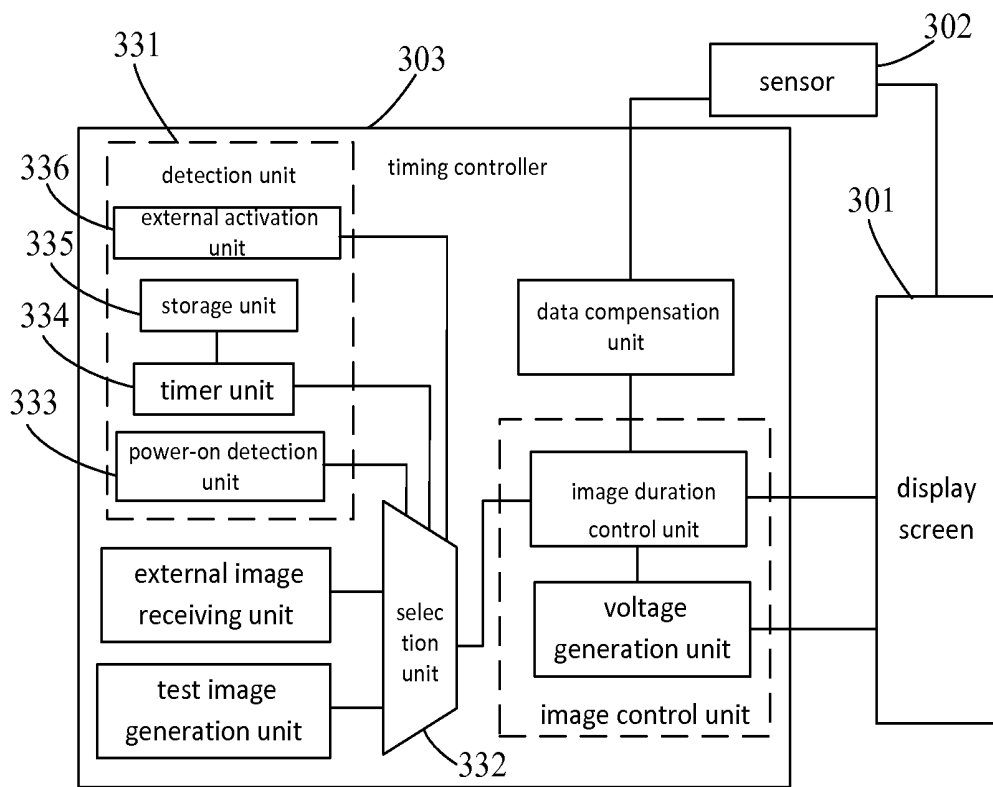 331
303
302
sensor
336
detection unit
timing controller
external activation
unit
301
335
storage unit
data compensation
unit
334
timer unit
333
power-on detection
unit
image duration
control unit
display
screen
external image
receiving unit
selec
tion
unit
voltage
generation unit
test image
generation unit
image control unit
332